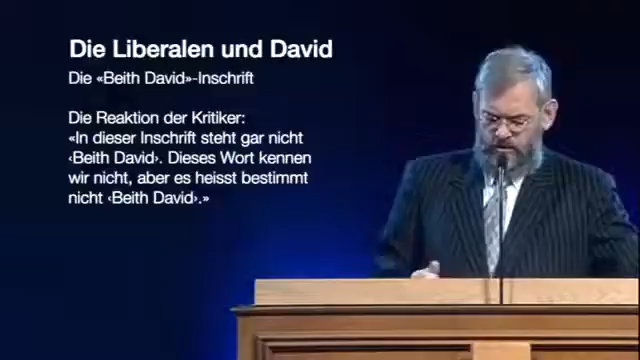 Die Liberalen und David
Die «Beith David»-Inschrift
Die Reaktion der Kritiker:
«In dieser Inschrift steht gar nicht
‹Beith David›. Dieses Wort kennen
wir nicht, aber es heisst bestimmt
nicht ‹Beith David›.»